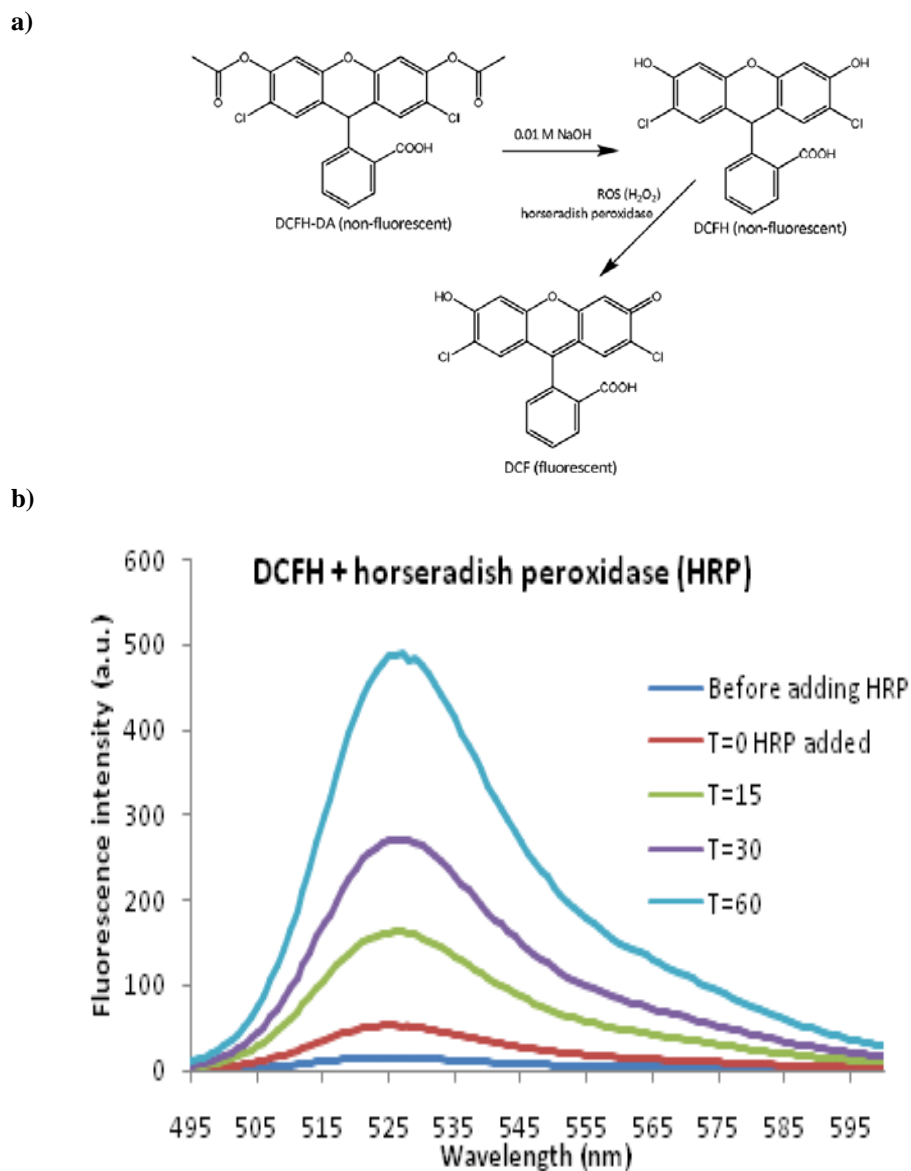 a)
O
O
O
O
O
Cl
Cl
COOH
DCFH-DA (non-fluorescent)
0.01 M NaOH
HO
O
OH
Cl
Cl
COOH
DCFH (non-fluorescent)
ROS (H₂O₂)
horseradish peroxidase
HO
O
O
Cl
Cl
COOH
DCF (fluorescent)
b)
DCFH + horseradish peroxidase (HRP)
Fluorescence intensity (a.u.)
600
500
400
300
200
100
0
Before adding HRP
T=0 HRP added
T=15
T=30
T=60
495 505 515 525 535 545 555 565 575 585 595
Wavelength (nm)